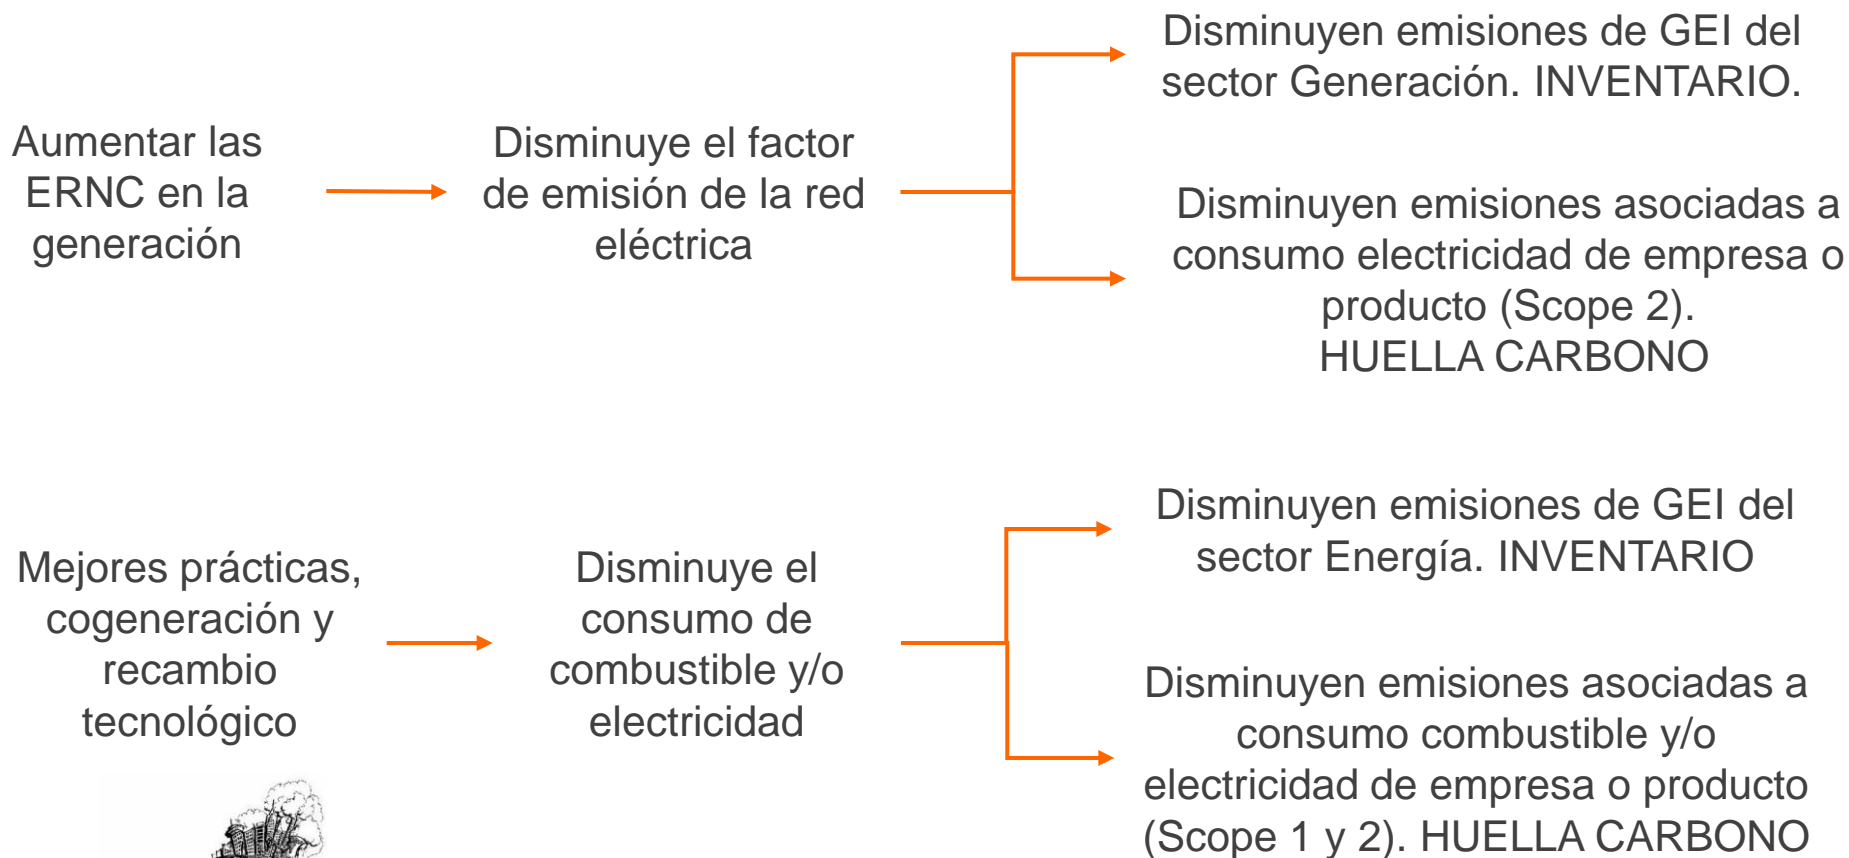 Aumentar las
ERNC en la
generación
Disminuye el factor
de emisión de la red
eléctrica
Disminuyen emisiones de GEI del
sector Generación. INVENTARIO.
Disminuyen emisiones asociadas a
consumo electricidad de empresa o
producto (Scope 2).
HUELLA CARBONO
Mejores prácticas,
cogeneración y
recambio
tecnológico
Disminuye el
consumo de
combustible y/o
electricidad
Disminuyen emisiones de GEI del
sector Energía. INVENTARIO
Disminuyen emisiones asociadas a
consumo combustible y/o
electricidad de empresa o producto
(Scope 1 y 2). HUELLA CARBONO